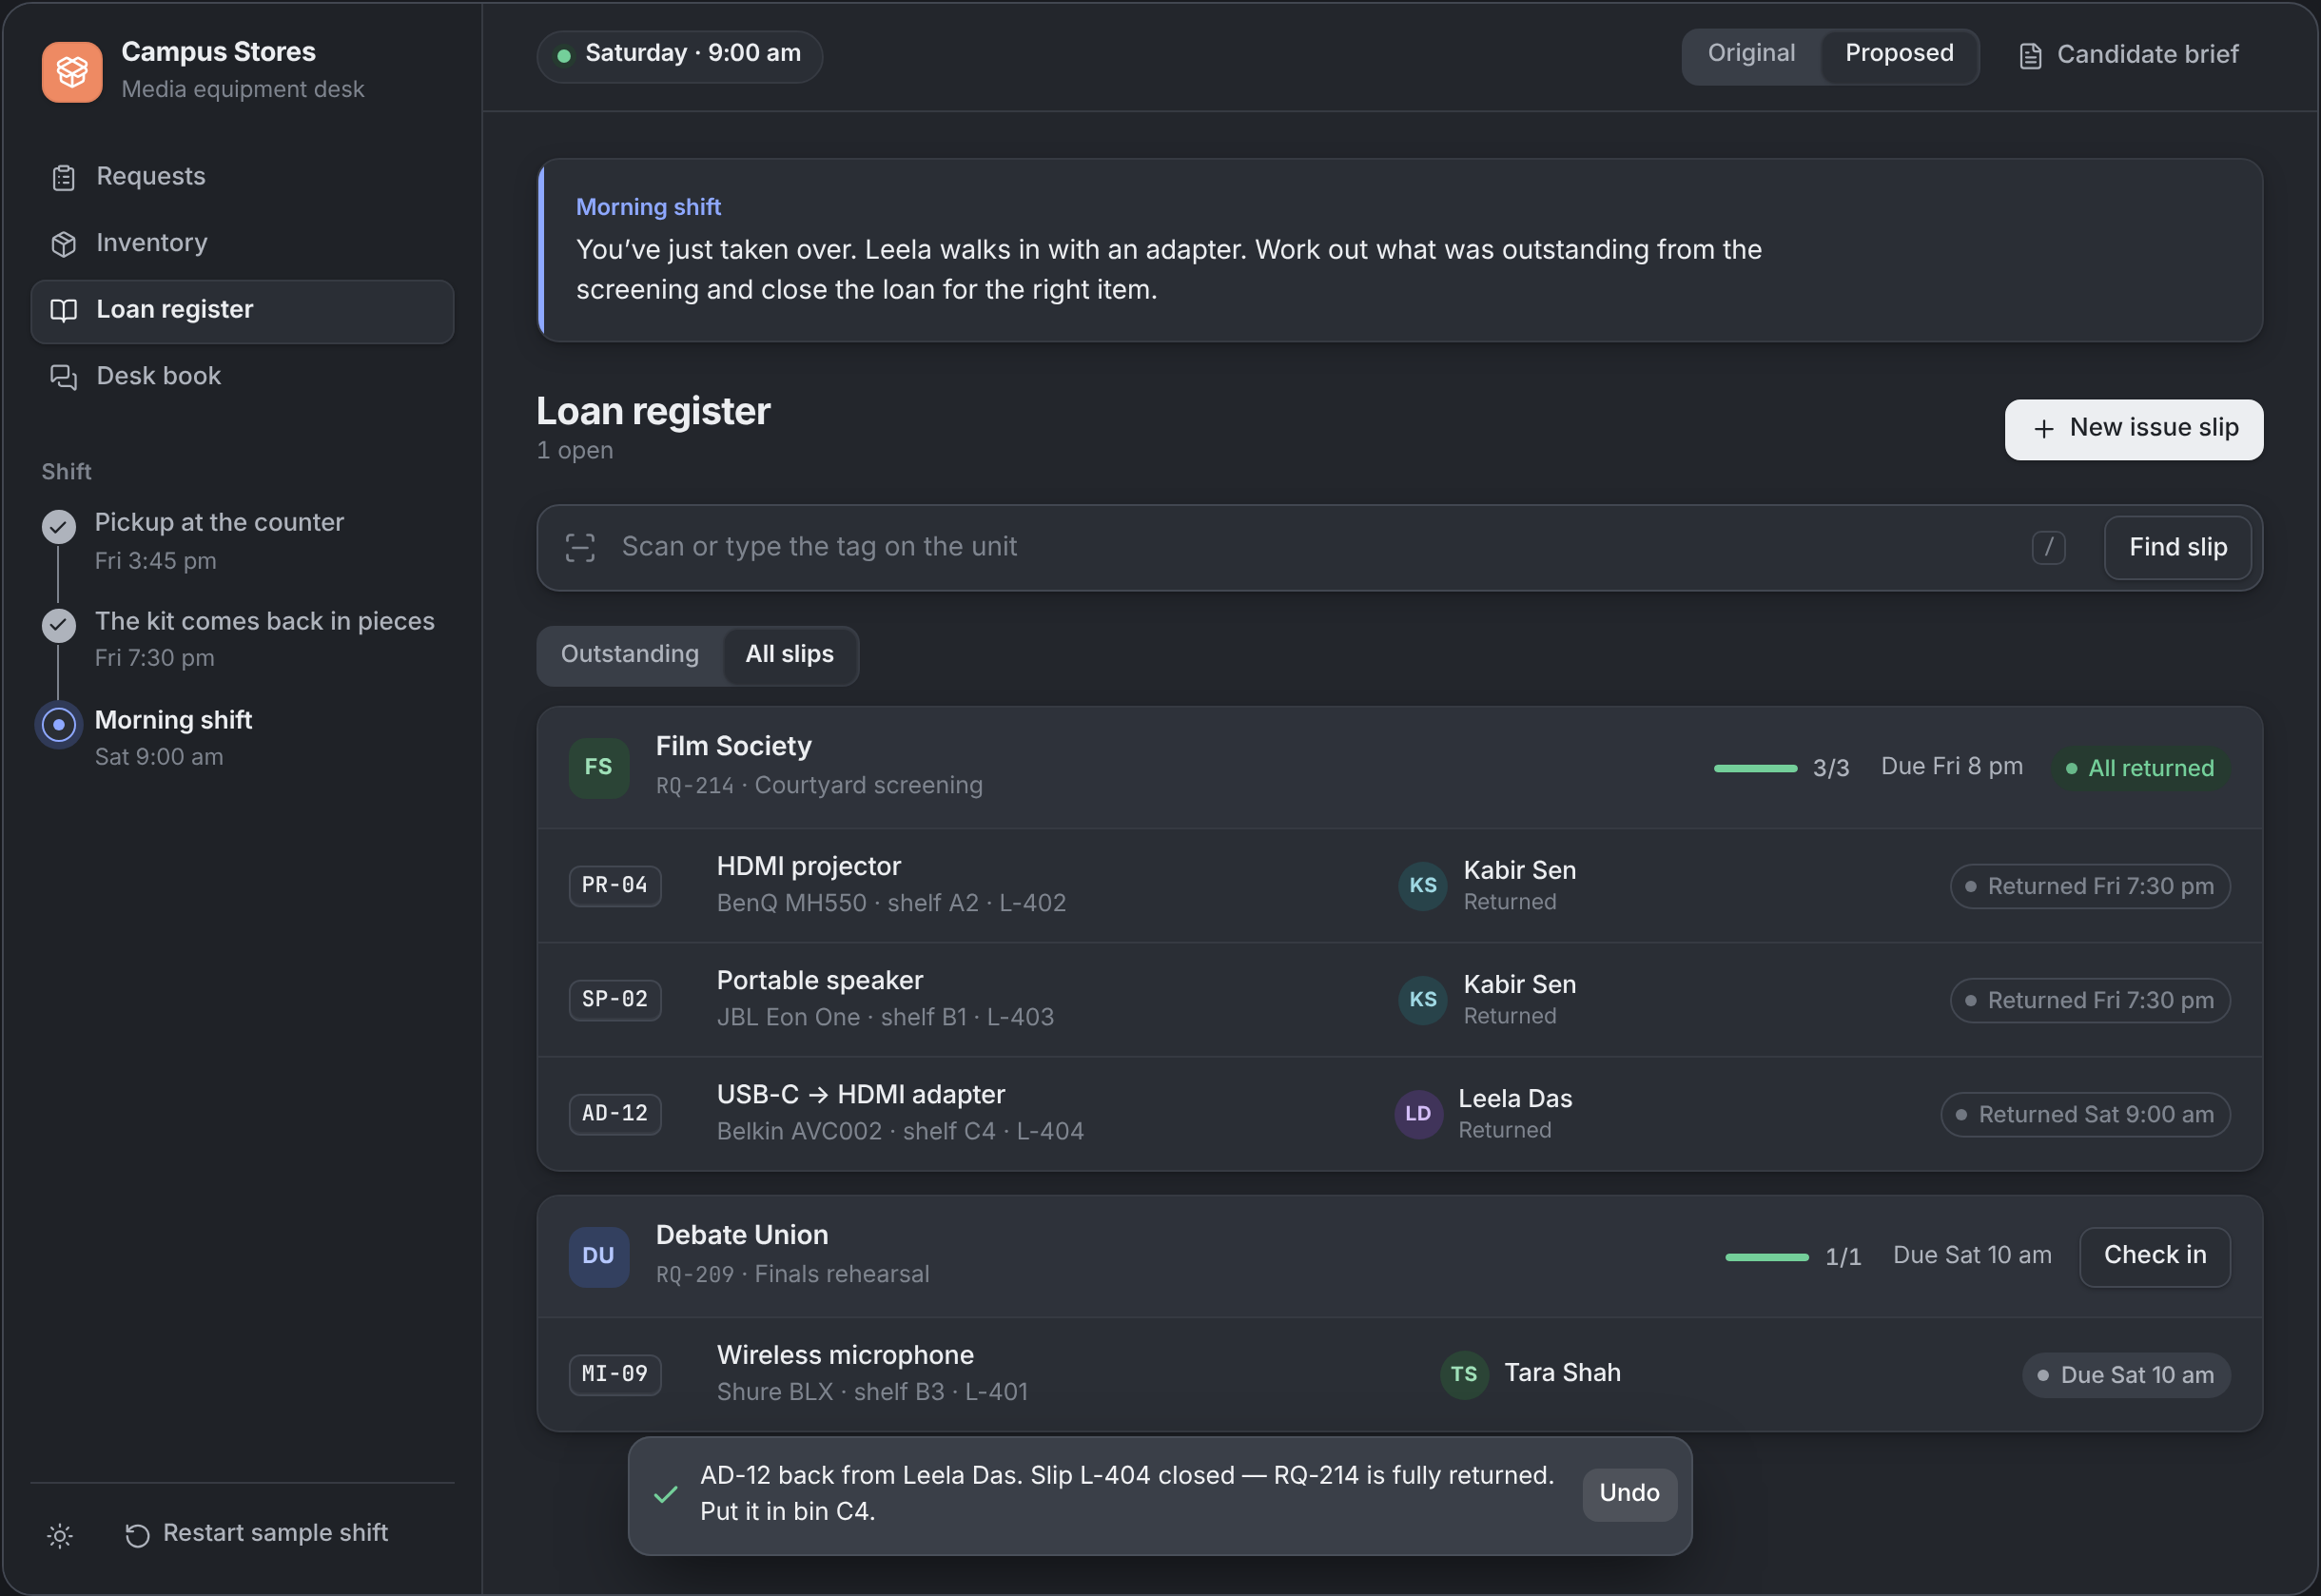 Campus Stores
Media equipment desk
Requests
Inventory
Loan register
Desk book
Shift
Pickup at the counter
Fri 3:45 pm
The kit comes back in pieces
Fri 7:30 pm
Morning shift
Sat 9:00 am
Restart sample shift
Saturday · 9:00 am
Original
Proposed
Candidate brief
Morning shift
You’ve just taken over. Leela walks in with an adapter. Work out what was outstanding from the
screening and close the loan for the right item.
Loan register
1 open
New issue slip
Scan or type the tag on the unit
/
Find slip
Outstanding
All slips
FS
Film Society
RQ-214 · Courtyard screening
3/3
Due Fri 8 pm
All returned
PR-04
HDMI projector
BenQ MH550 · shelf A2 · L-402
KS
Kabir Sen
Returned
Returned Fri 7:30 pm
SP-02
Portable speaker
JBL Eon One · shelf B1 · L-403
KS
Kabir Sen
Returned
Returned Fri 7:30 pm
AD-12
USB-C → HDMI adapter
Belkin AVC002 · shelf C4 · L-404
LD
Leela Das
Returned
Returned Sat 9:00 am
DU
Debate Union
RQ-209 · Finals rehearsal
1/1
Due Sat 10 am
Check in
MI-09
Wireless microphone
Shure BLX · shelf B3 · L-401
TS
Tara Shah
Due Sat 10 am
AD-12 back from Leela Das. Slip L-404 closed — RQ-214 is fully returned.
Put it in bin C4.
Undo